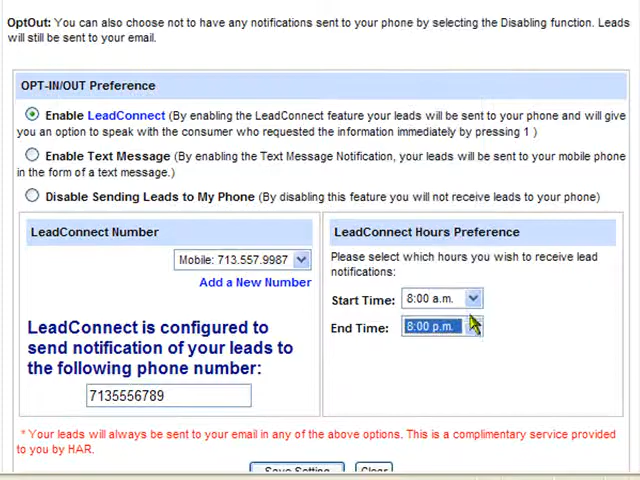 OptOut: You can also choose not to have any notifications sent to your phone by selecting the Disabling function. Leads
will still be sent to your email.
OPT-IN/OUT Preference
Enable LeadConnect (By enabling the LeadConnect feature your leads will be sent to your phone and will give
you an option to speak with the consumer who requested the information immediately by pressing 1 )
Enable Text Message (By enabling the Text Message Notification, your leads will be sent to your mobile phone
in the form of a text message.)
Disable Sending Leads to My Phone (By disabling this feature you will not receive leads to your phone)
LeadConnect Number
Mobile: 713.557.9987
Add a New Number
LeadConnect is configured to
send notification of your leads to
the following phone number:
7135556789
LeadConnect Hours Preference
Please select which hours you wish to receive lead
notifications:
Start Time: 8:00 a.m.
End Time: 8:00 p.m.
*Your leads will always be sent to your email in any of the above options. This is a complimentary service provided
to you by HAR.
Save Setting Clear